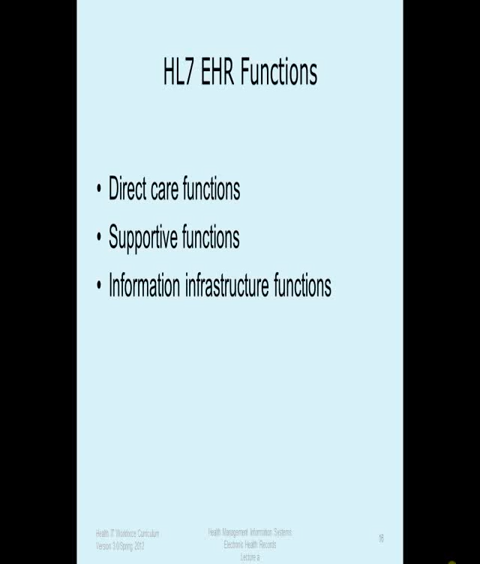 HL7 EHR Functions
• Direct care functions
• Supportive functions
• Information infrastructure functions
Health IT Workforce Curriculum
Version 3.0/Spring 2012
Health Management Information Systems
Electronic Health Records
Lecture a